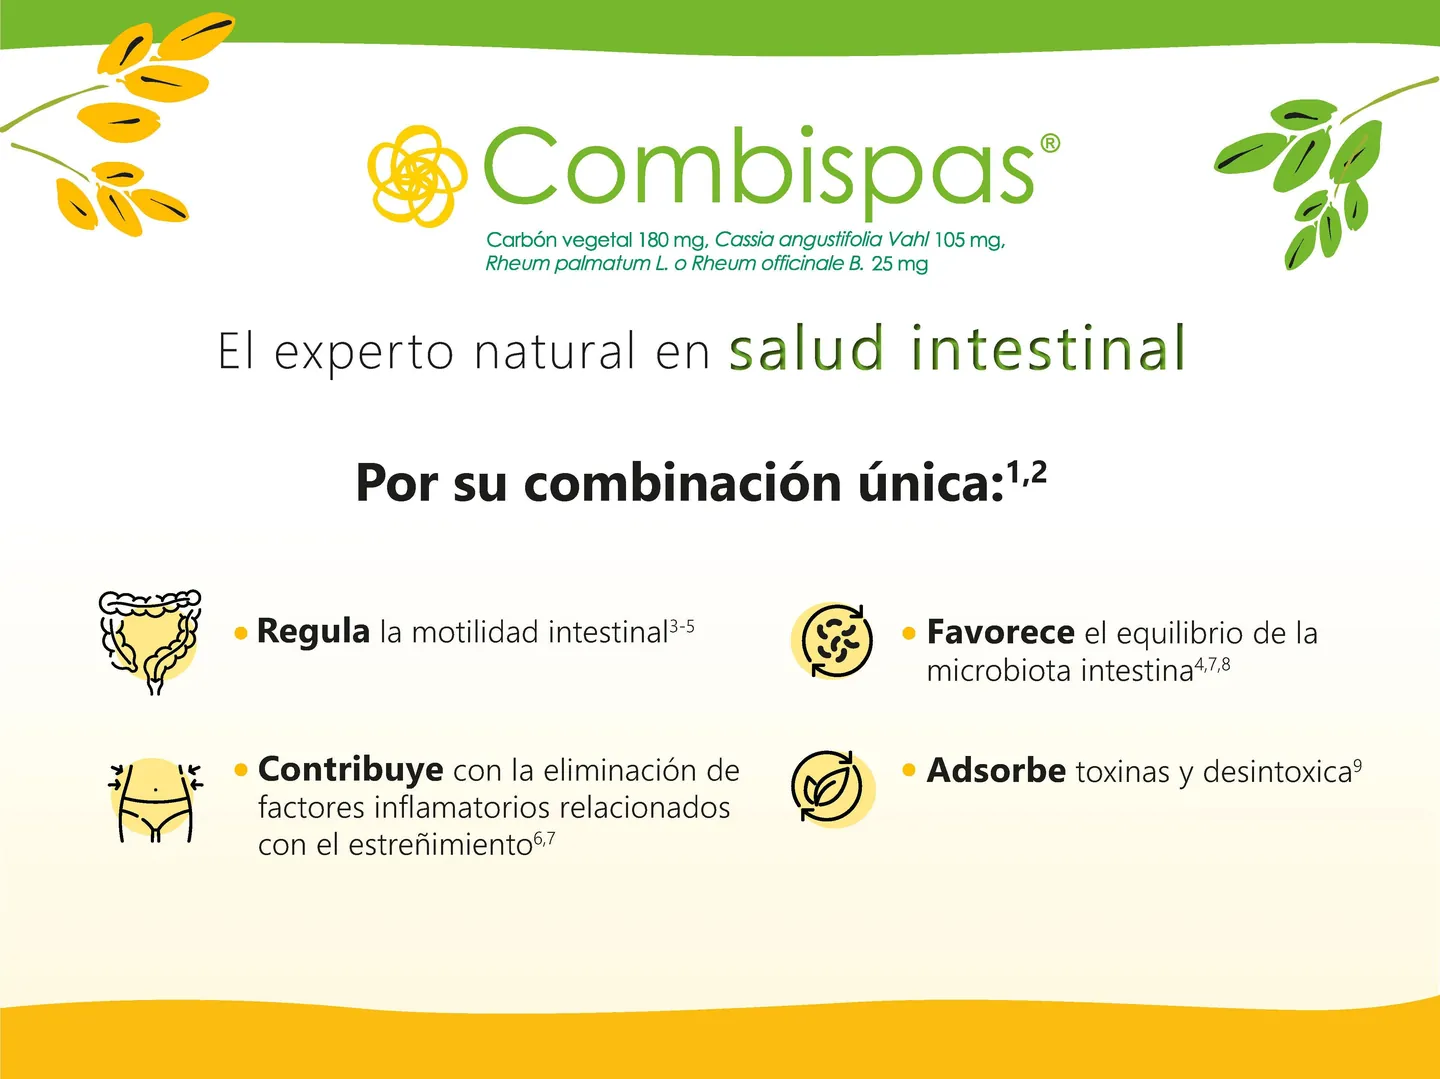 Combispas®
Carbón vegetal 180 mg, Cassia angustifolia Vahl 105 mg,
Rheum palmatum L. o Rheum officinale B. 25 mg
El experto natural en salud intestinal
Por su combinación única:1,2
• Regula la motilidad intestinal3-5
• Contribuye con la eliminación de
factores inflamatorios relacionados
con el estreñimiento6,7
• Favorece el equilibrio de la
microbiota intestina4,7,8
• Adsorbe toxinas y desintoxica9